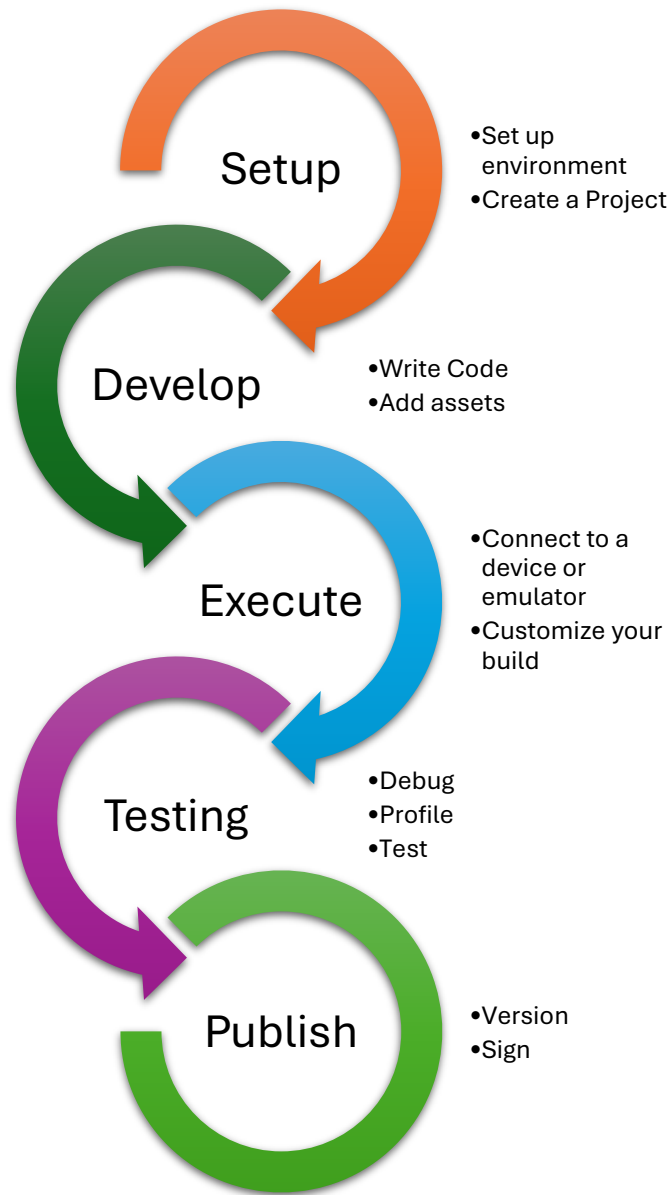 Setup
•Set up
environment
•Create a Project
Develop
•Write Code
•Add assets
Execute
•Connect to a
device or
emulator
•Customize your
build
Testing
•Debug
•Profile
•Test
Publish
•Version
•Sign